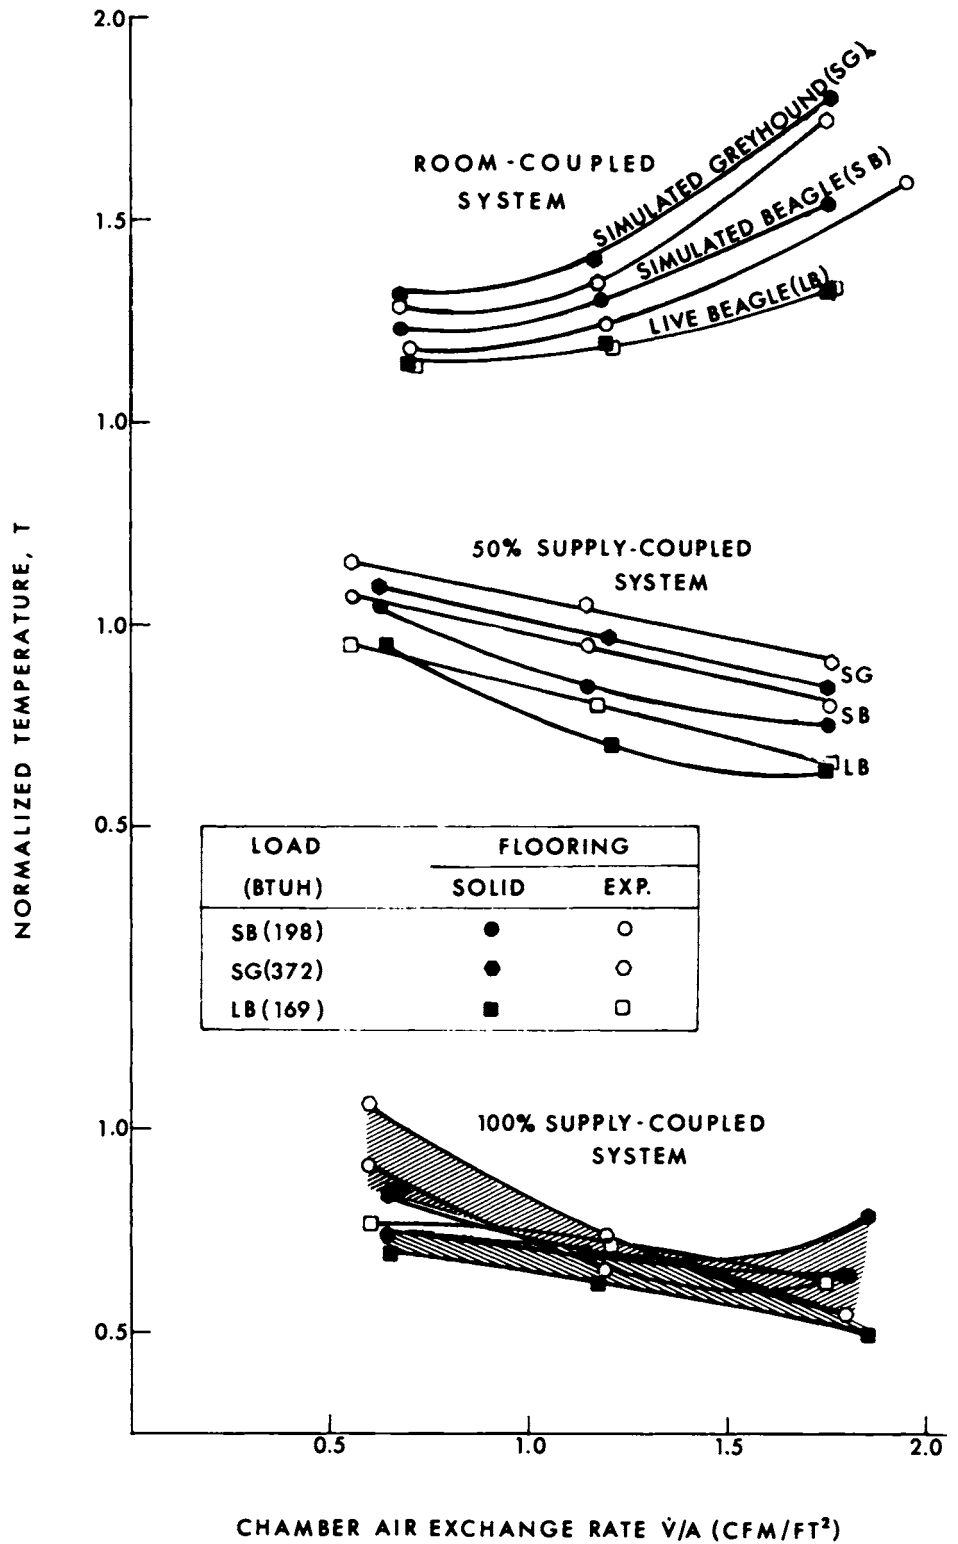 2.0
SIMULATED GREYHOUND(SG)
ROOM-COUPLED
SYSTEM
SIMULATED BEAGLE(SB)
1.5
LIVE BEAGLE(LB)
1.0
50% SUPPLY-COUPLED
SYSTEM
1.0
SG
SB
LB
0.5
NORMALIZED TEMPERATURE, T
LOAD FLOORING
(BTUH) SOLID EXP.
SB(198)
SG(372)
LB(169)
1.0
100% SUPPLY-COUPLED
SYSTEM
0.5
0.5 1.0 1.5 2.0
CHAMBER AIR EXCHANGE RATE V̇/A (CFM/FT²)